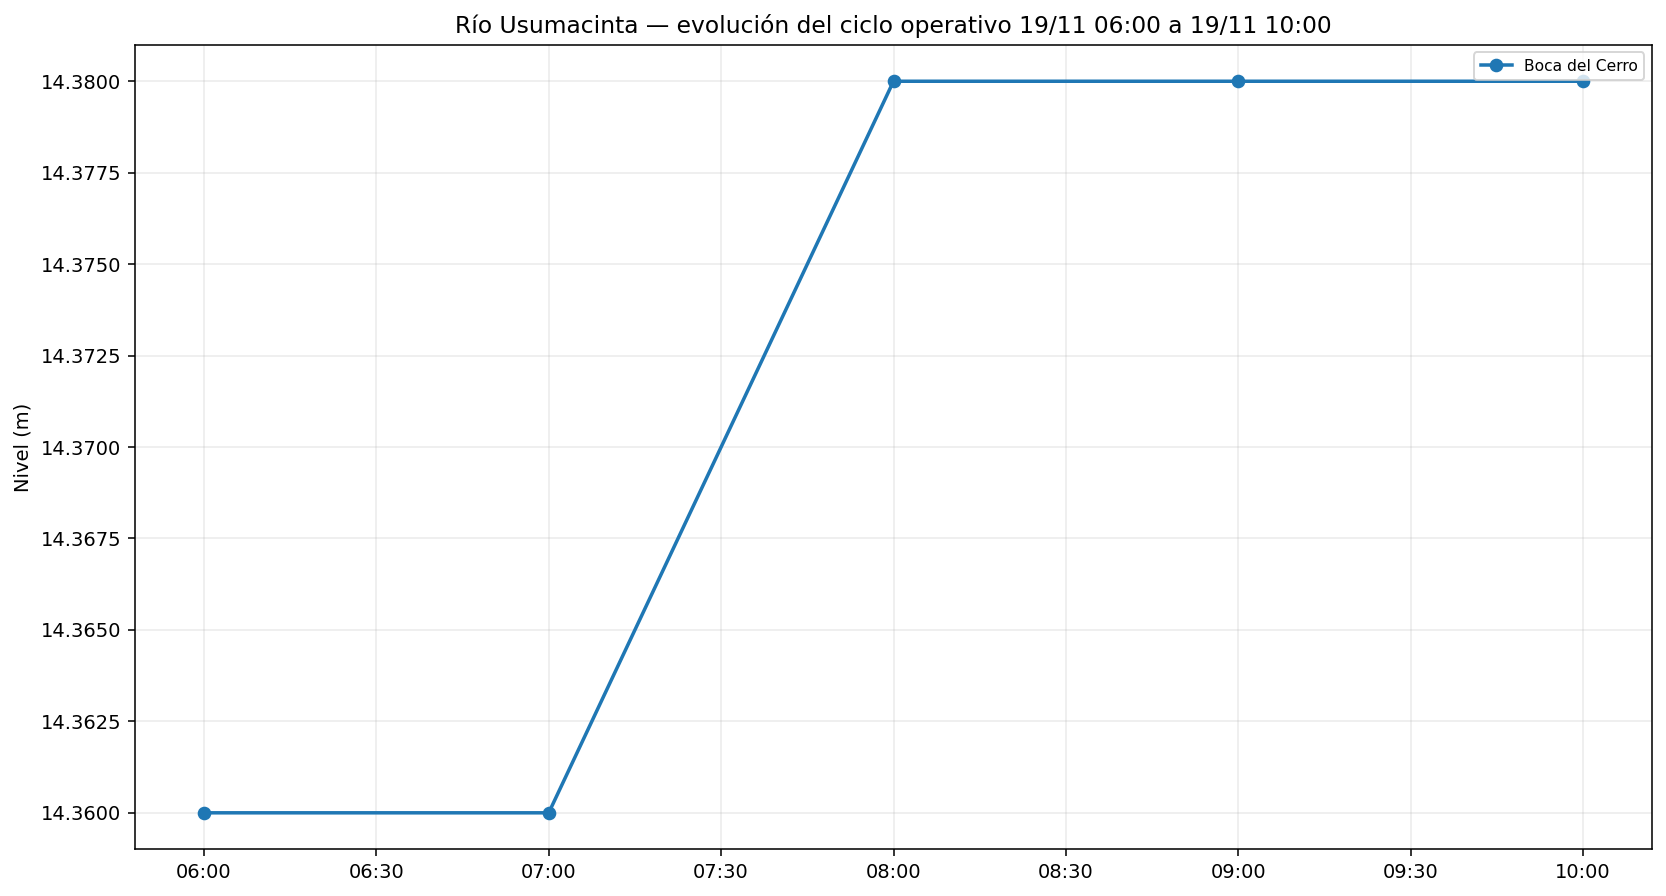 Río Usumacinta — evolución del ciclo operativo 19/11 06:00 a 19/11 10:00
Boca del Cerro
Nivel (m)
14.3800
14.3775
14.3750
14.3725
14.3700
14.3675
14.3650
14.3625
14.3600
06:00 06:30 07:00 07:30 08:00 08:30 09:00 09:30 10:00